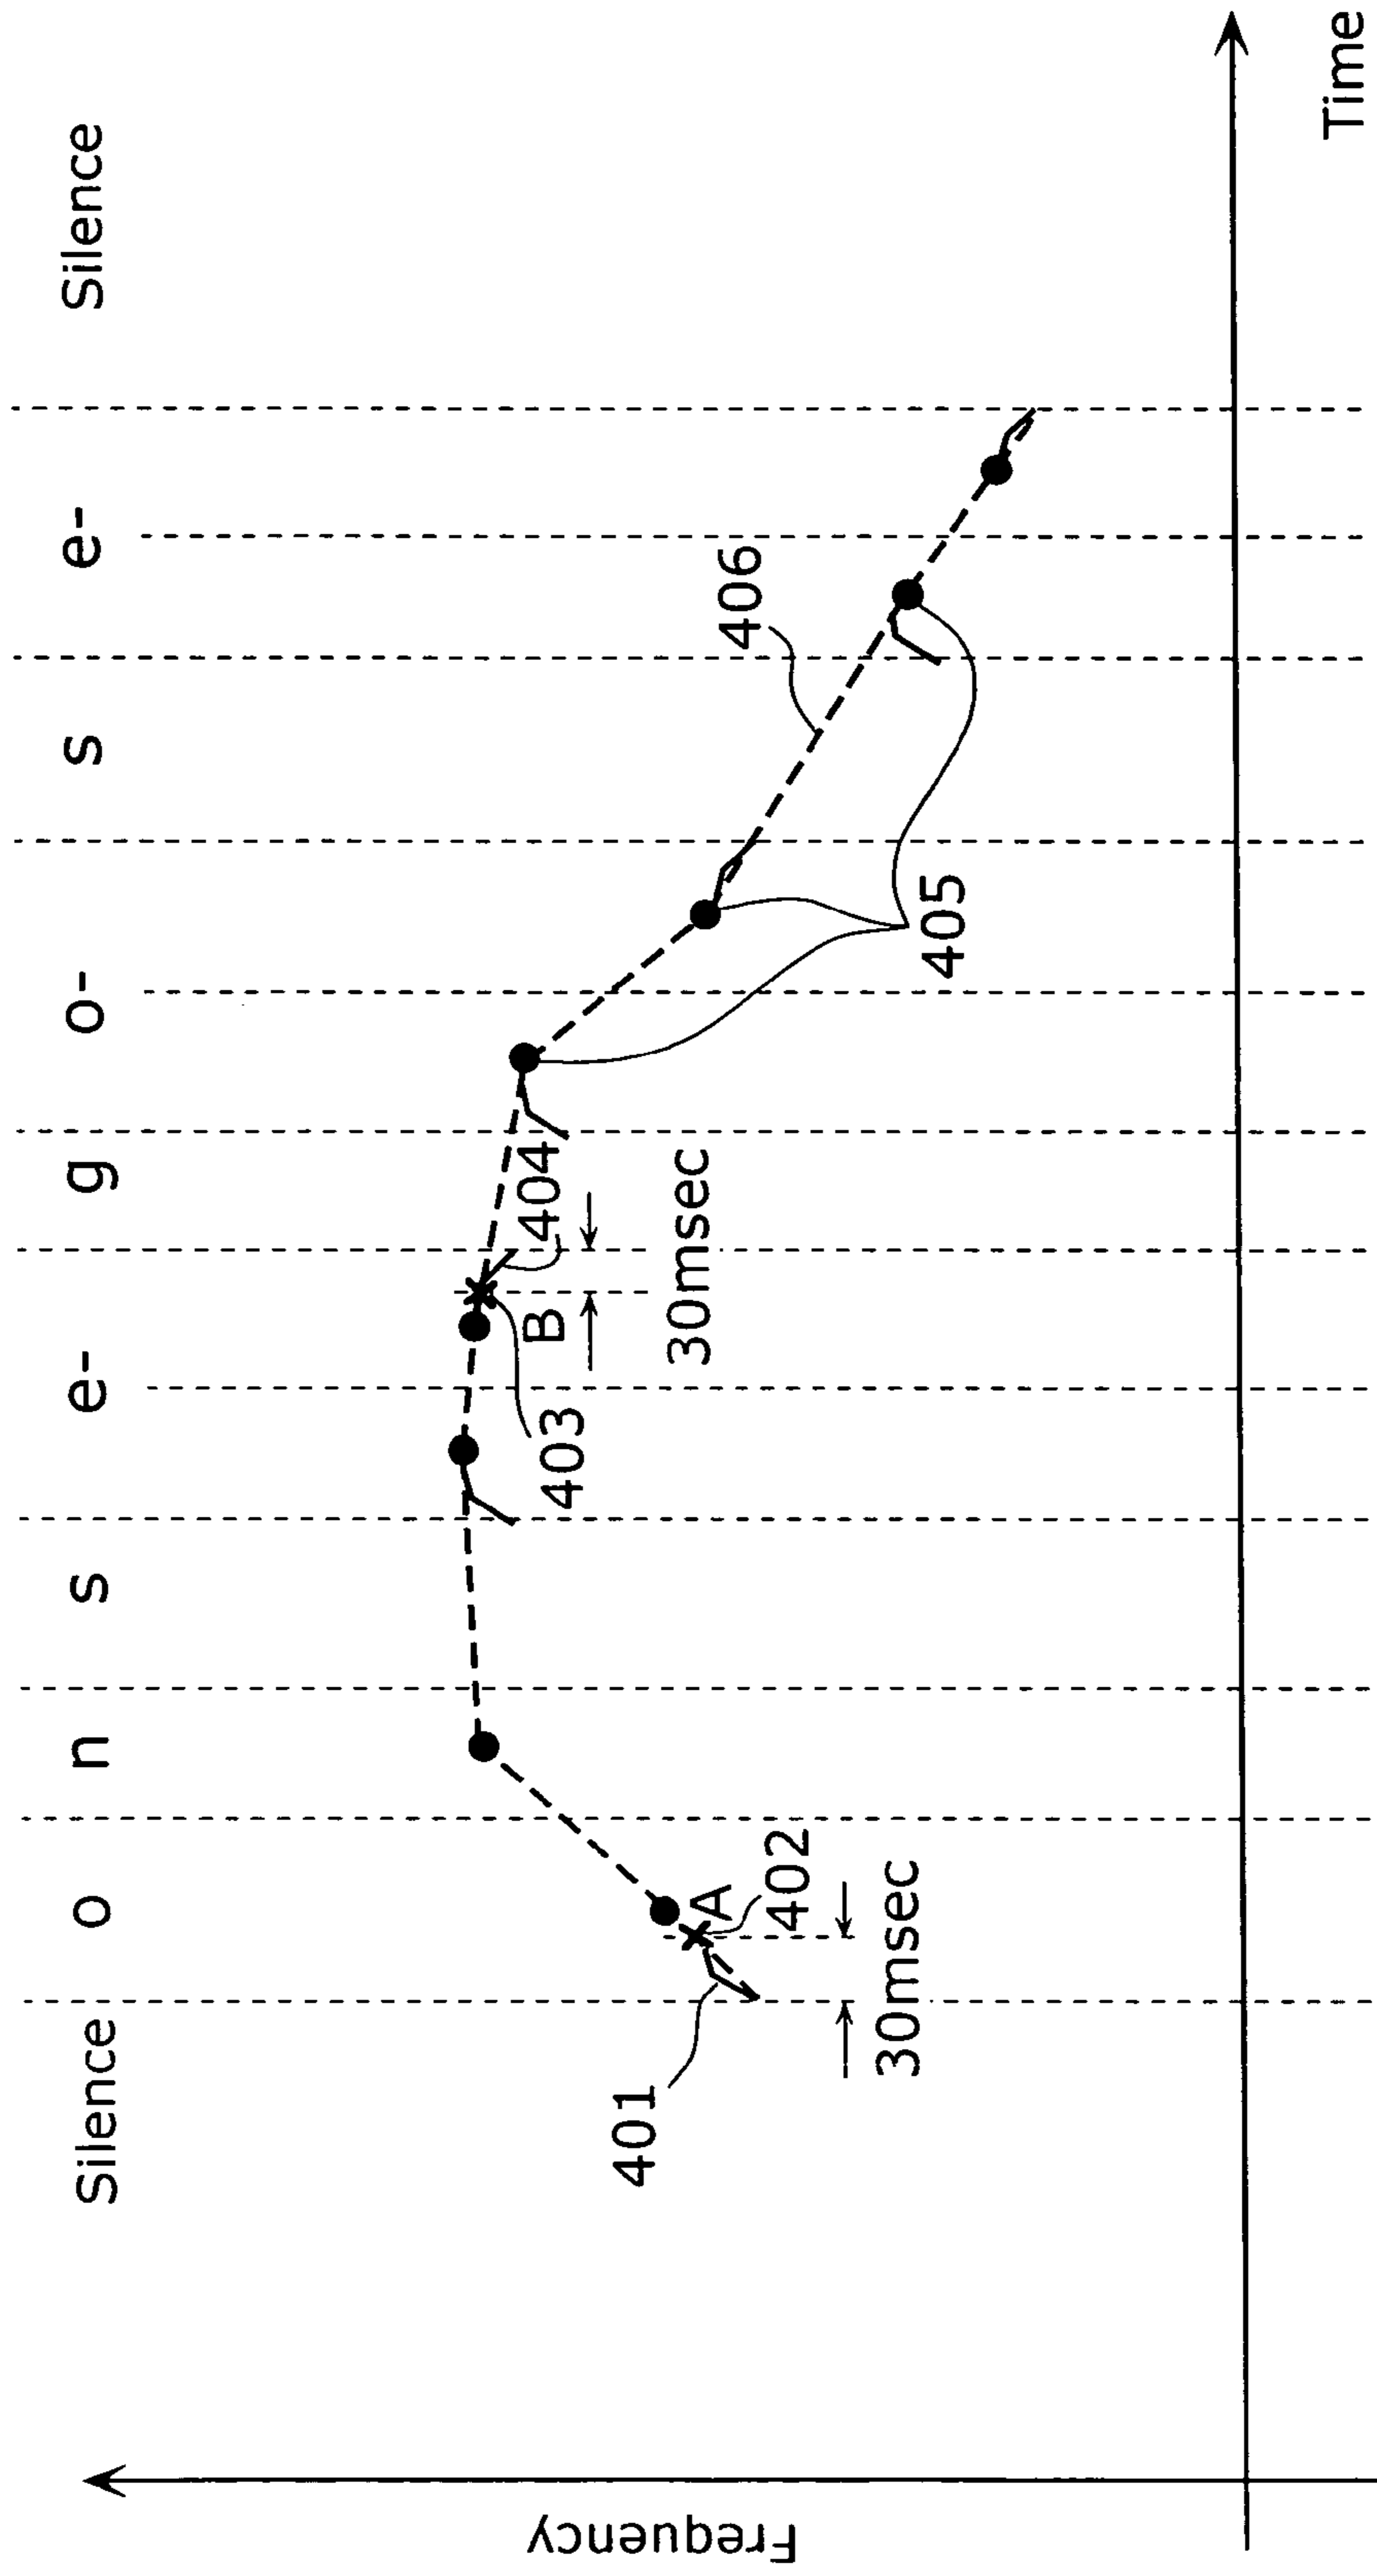 Silence o n s e- g o- s e- Silence
406
404
403
B
30msec
405
A
402
401
30msec
Frequency
Time